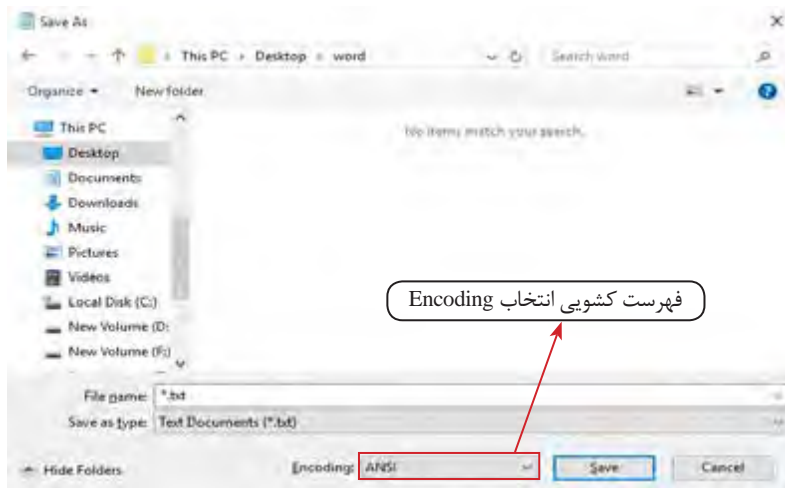 Save As
This PC › Desktop › word
Search word
Organize
New folder
This PC
No items match your search.
Desktop
Documents
Downloads
Music
Pictures
Videos
Local Disk (C:)
فهرست کشویی انتخاب Encoding
New Volume (D:
New Volume (F:)
File name: *.txt
Save as type: Text Documents (*.txt)
Hide Folders
Encoding: ANSI
Save
Cancel